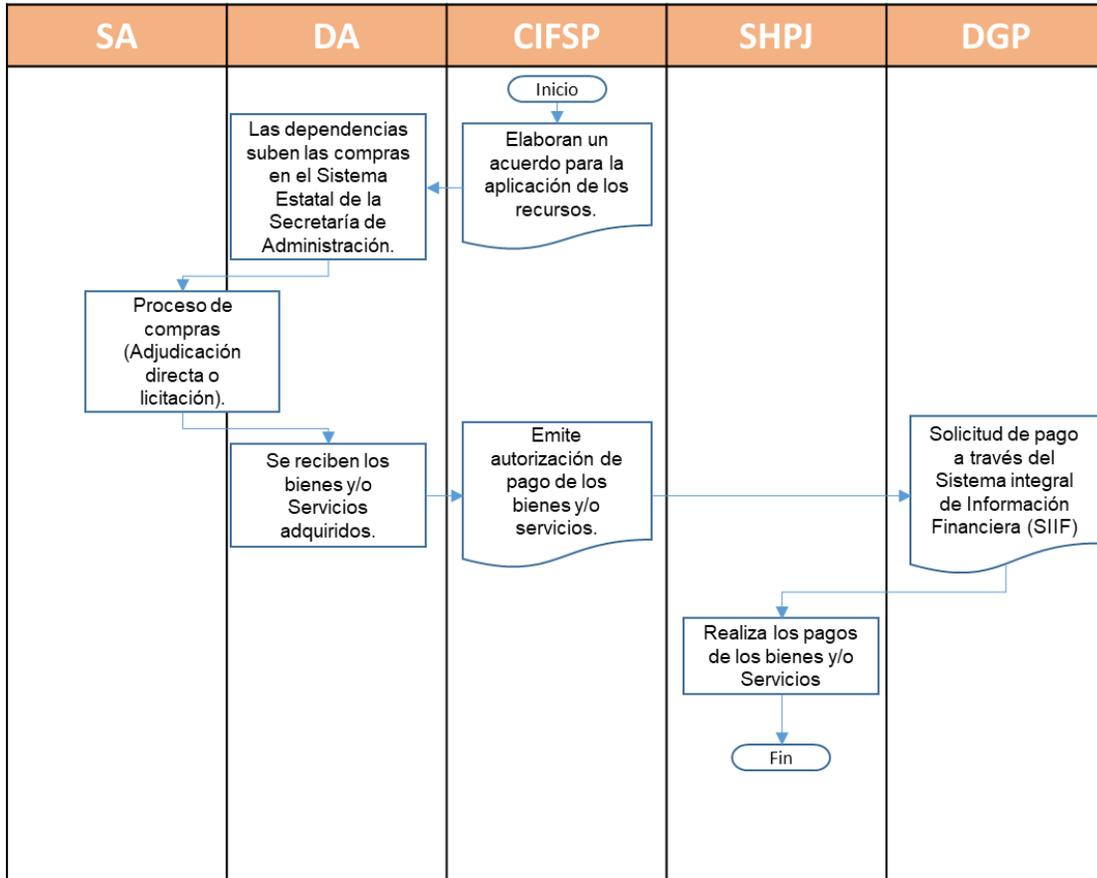 SA DA CIFSP SHPJ DGP
Inicio
Elaboran un
acuerdo para la
aplicación de los
recursos.
Las dependencias
suben las compras
en el Sistema
Estatal de la
Secretaría de
Administración.
Proceso de
compras
(Adjudicación
directa o
licitación).
Se reciben los
bienes y/o
Servicios
adquiridos.
Emite
autorización de
pago de los
bienes y/o
servicios.
Solicitud de pago
a través del
Sistema integral
de Información
Financiera (SIIF)
Realiza los pagos
de los bienes y/o
Servicios
Fin